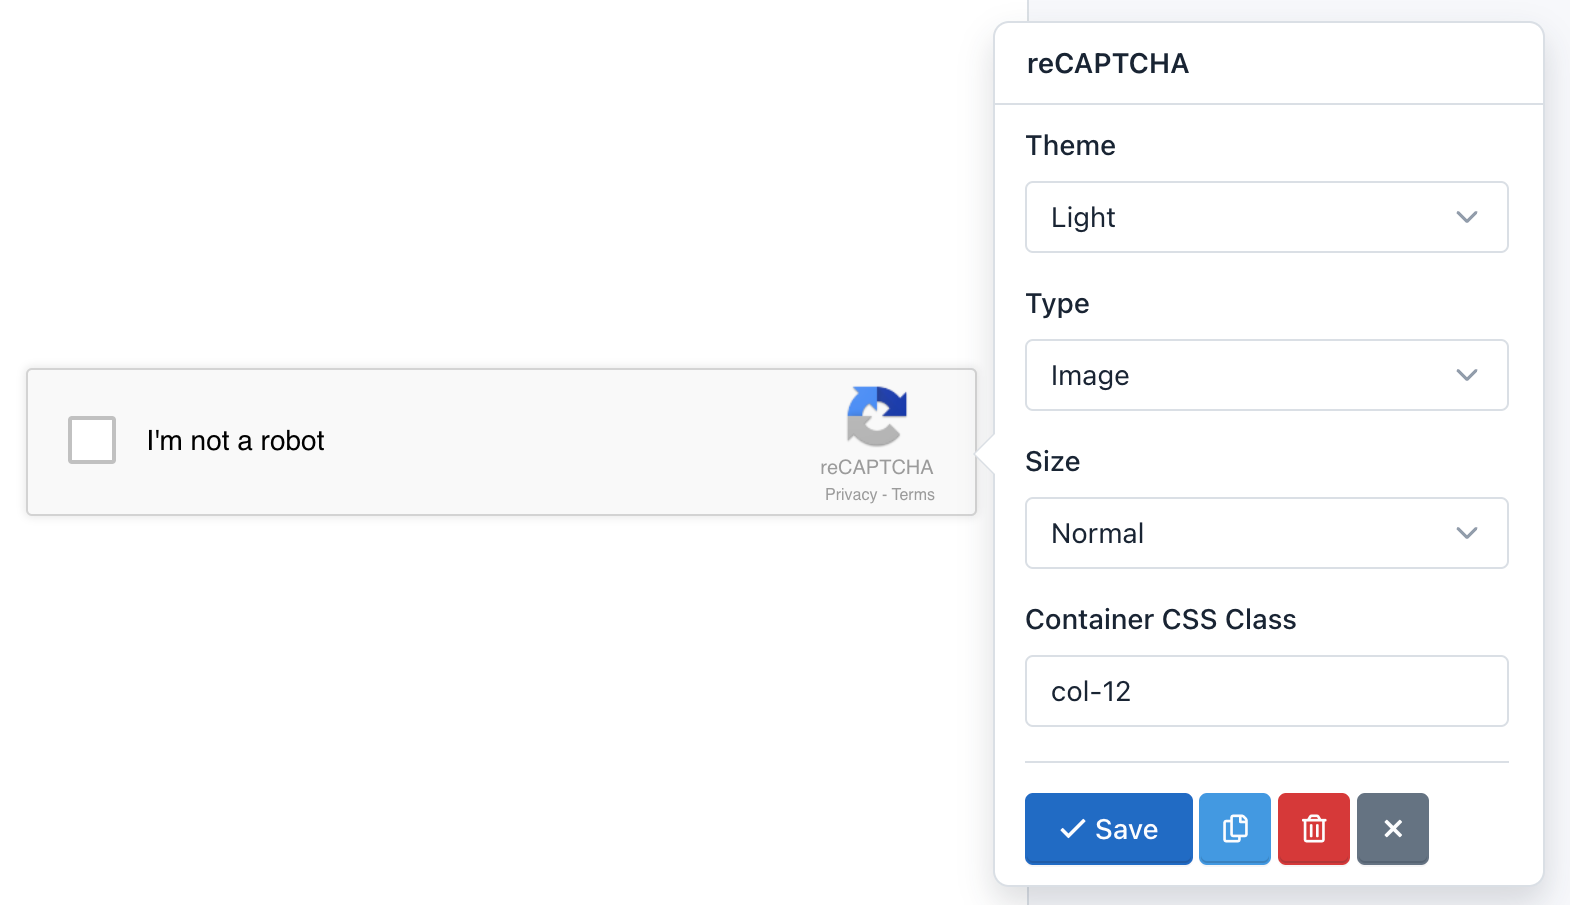 I'm not a robot
reCAPTCHA
Privacy - Terms
reCAPTCHA
Theme
Light
Type
Image
Size
Normal
Container CSS Class
col-12
Save